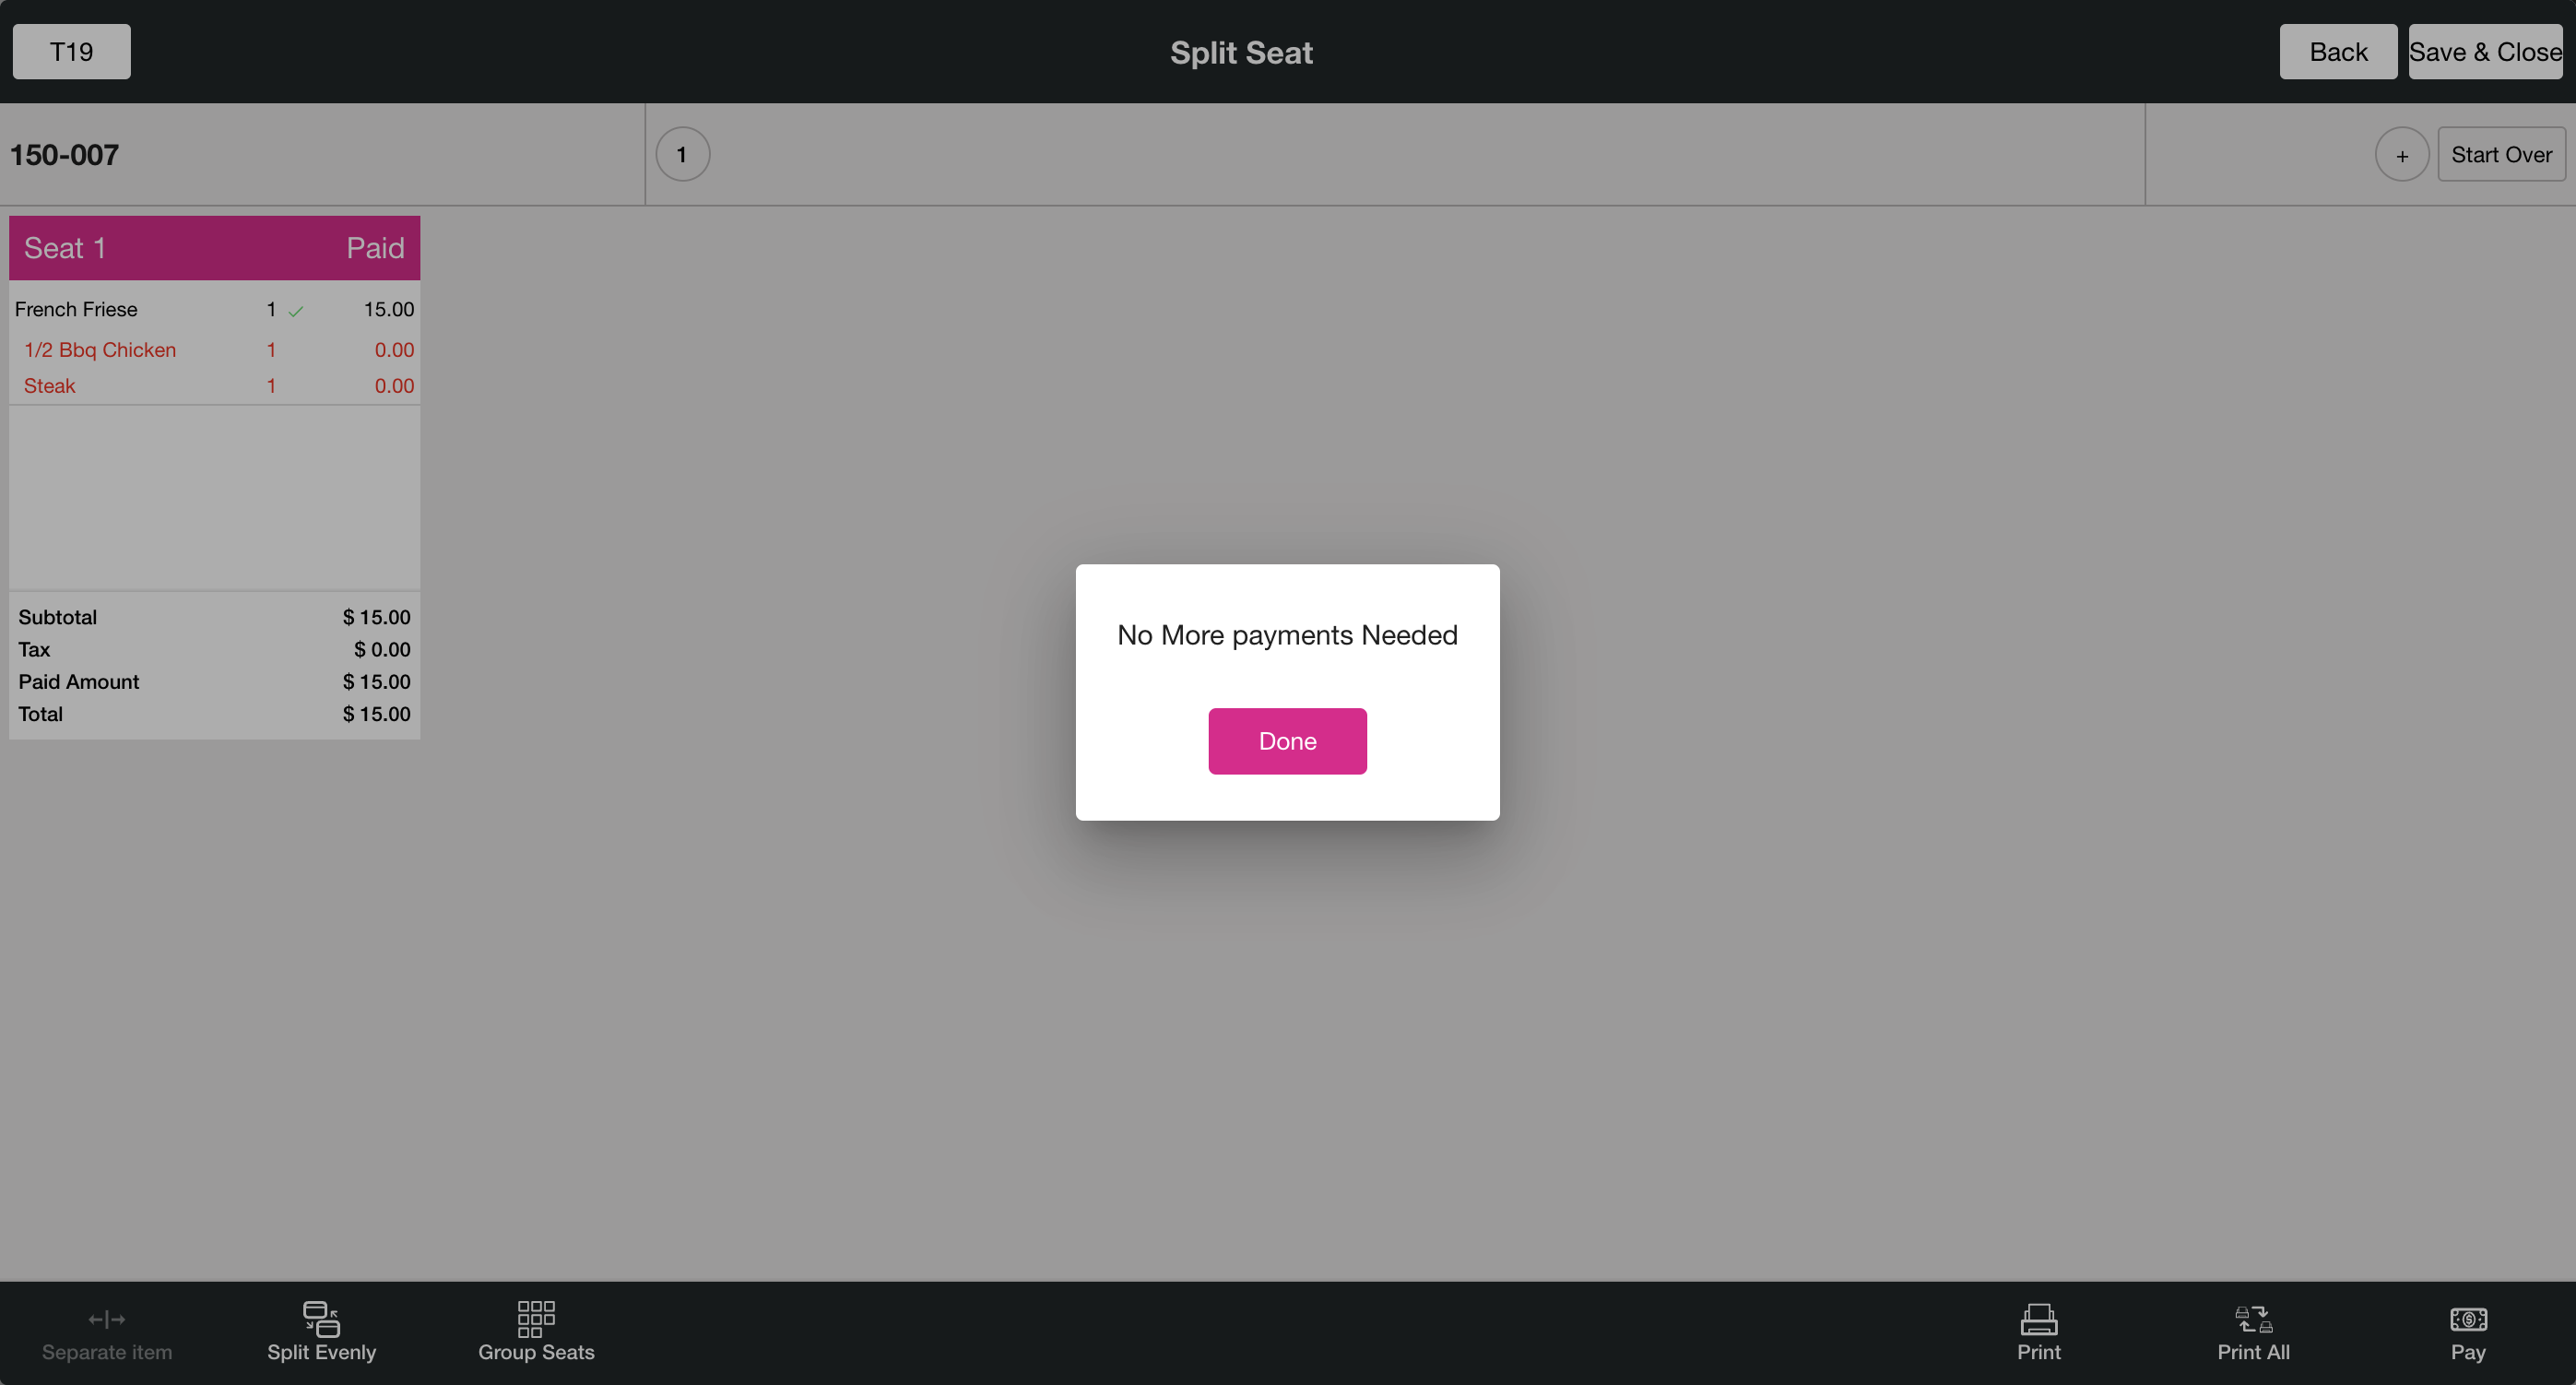 T19 Split Seat Back Save & Close
150-007 1 + Start Over
Seat 1 Paid
French Friese 1 15.00
1/2 Bbq Chicken 1 0.00
Steak 1 0.00
Subtotal $ 15.00
Tax $ 0.00
Paid Amount $ 15.00
Total $ 15.00
No More payments Needed
Done
Separate item Split Evenly Group Seats Print Print All Pay